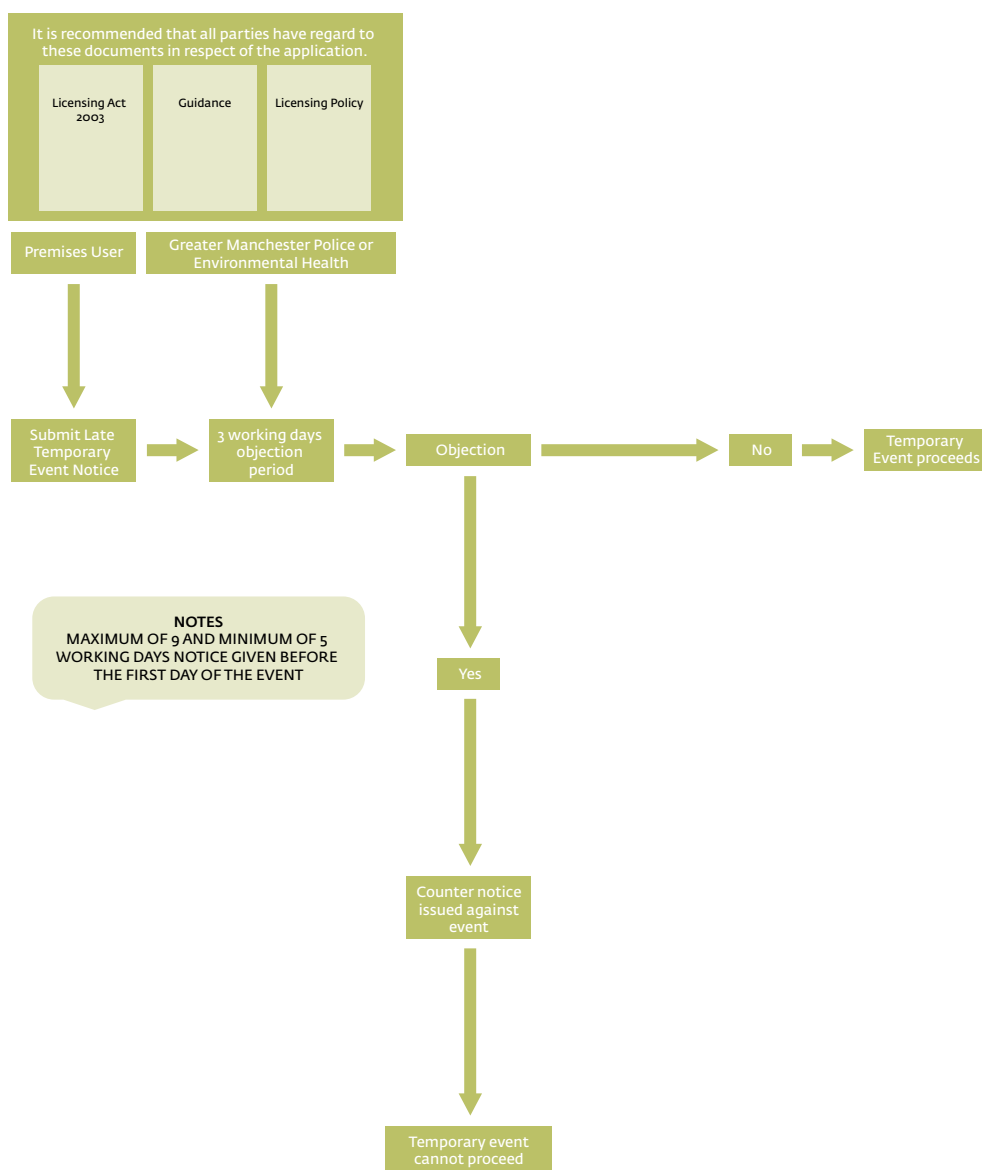 It is recommended that all parties have regard to
these documents in respect of the application.
Licensing Act
2003
Guidance
Licensing Policy
Premises User
Greater Manchester Police or
Environmental Health
Submit Late
Temporary
Event Notice
3 working days
objection
period
Objection
No
Temporary
Event proceeds
NOTES
MAXIMUM OF 9 AND MINIMUM OF 5
WORKING DAYS NOTICE GIVEN BEFORE
THE FIRST DAY OF THE EVENT
Yes
Counter notice
issued against
event
Temporary event
cannot proceed